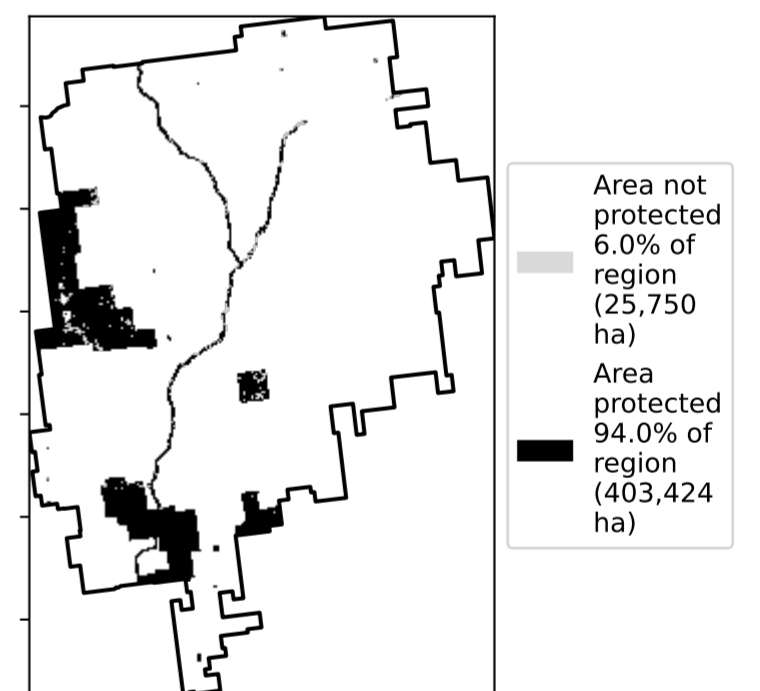 Area not
protected
6.0% of
region
(25,750
ha)
Area
protected
94.0% of
region
(403,424
ha)